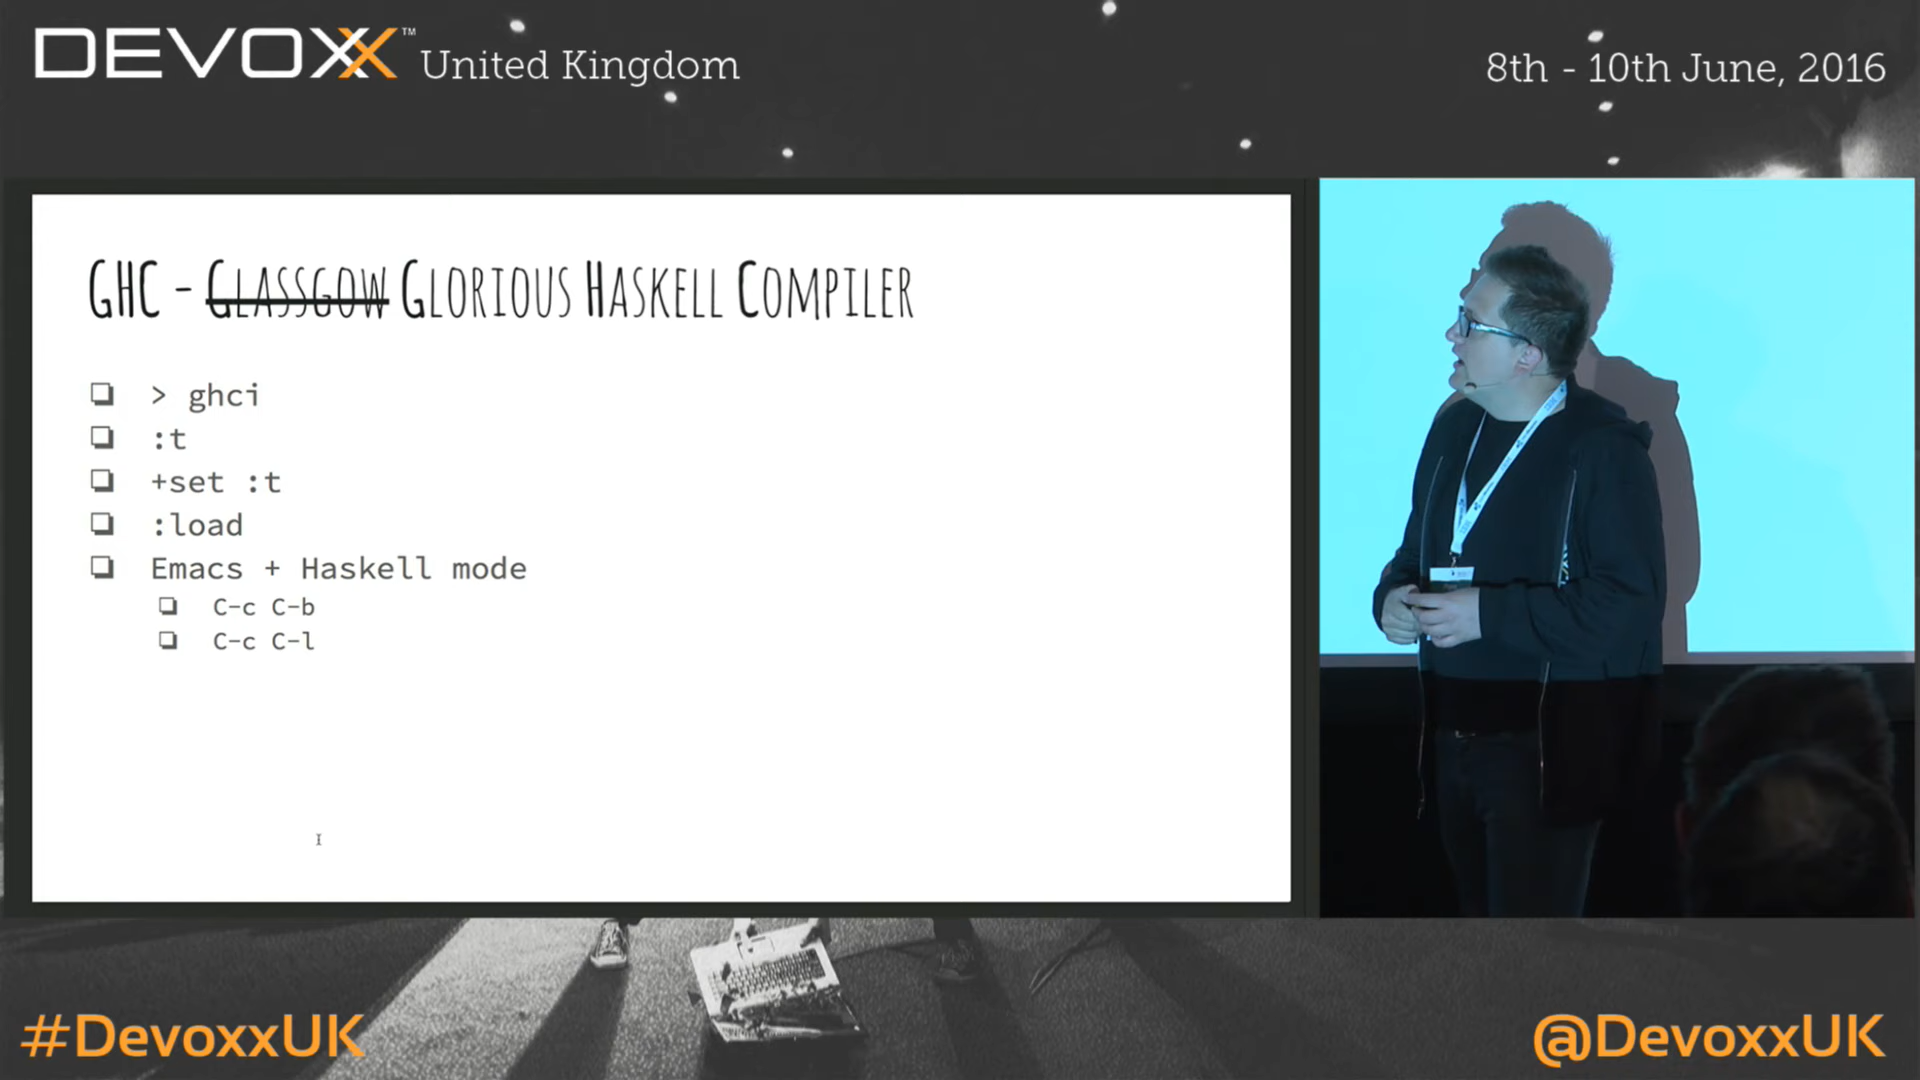 DEVOXX™ United Kingdom
8th - 10th June, 2016
GHC - Glassgow Glorious Haskell Compiler
❏ > ghci
❏ :t
❏ +set :t
❏ :load
❏ Emacs + Haskell mode
❏ C-c C-b
❏ C-c C-l
#DevoxxUK
@DevoxxUK